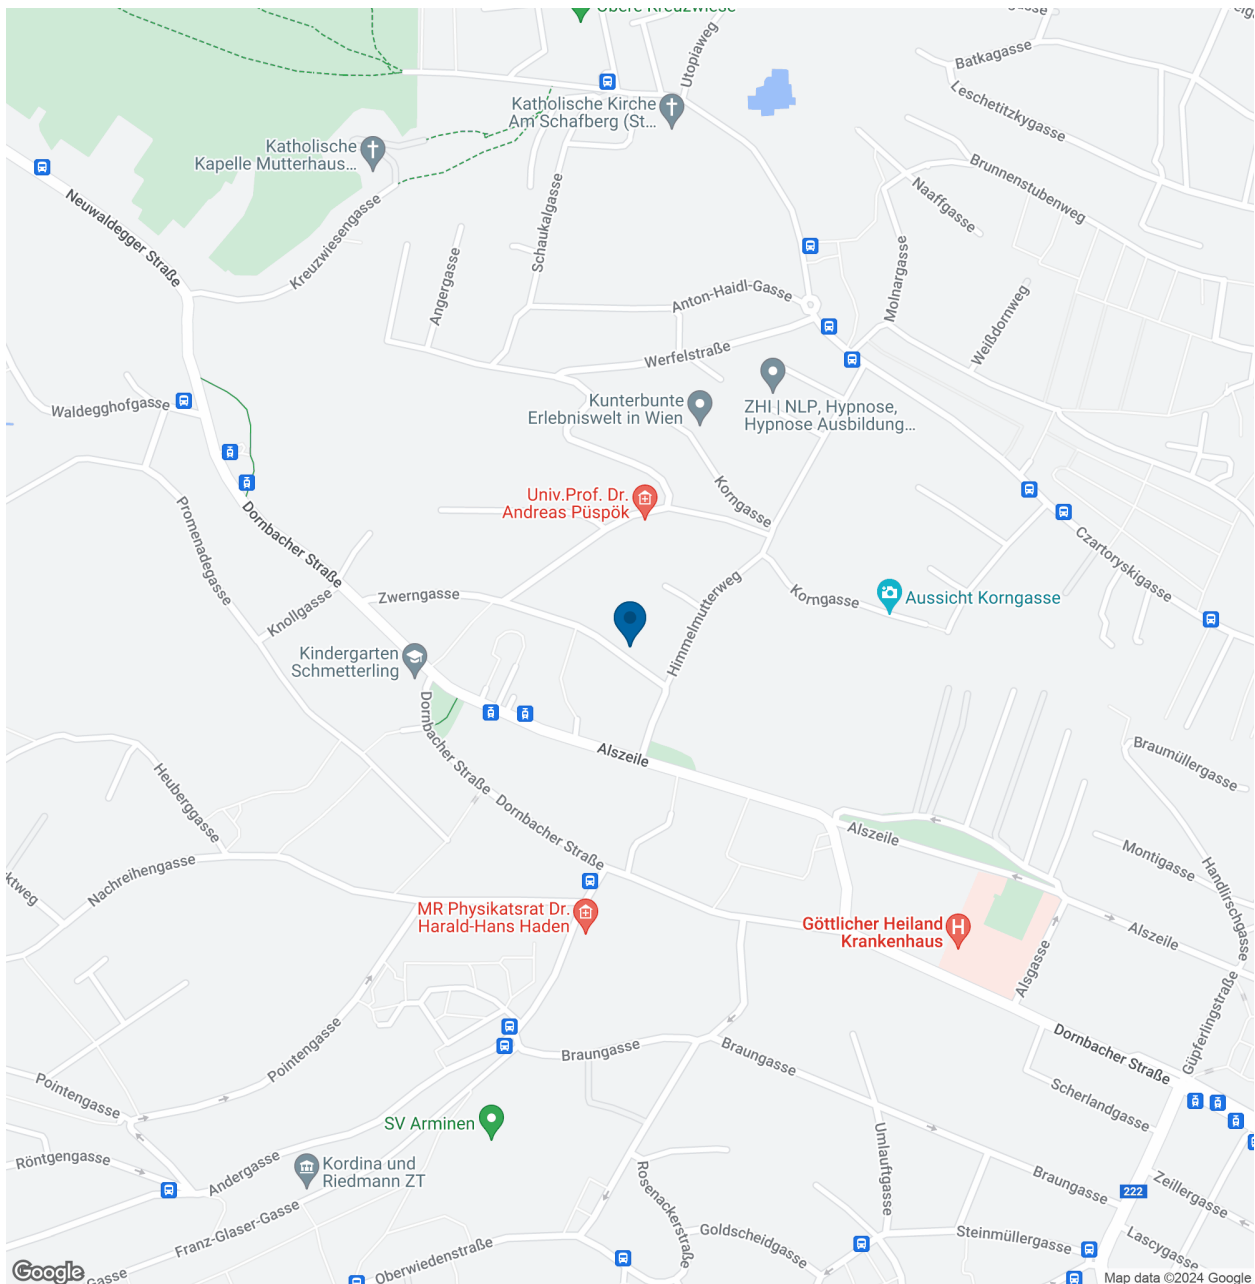 Obere Kreuzwiese
Utopiaweg
Batkagasse
Leschetitzkygasse
Katholische Kirche
Am Schafberg (St...
Katholische
Kapelle Mutterhaus...
Brunnenstubenweg
Naaffgasse
Neuwaldegger Straße
Kreuzwiesengasse
Schaukalgasse
Angergasse
Molnargasse
Anton-Haidl-Gasse
Weißdornweg
Werfelstraße
Waldegghofgasse
Kunterbunte
Erlebniswelt in Wien
ZHI | NLP, Hypnose,
Hypnose Ausbildung...
Univ.Prof. Dr.
Andreas Püspök
Korngasse
Promenadegasse
Dornbacher Straße
Czartoryskigasse
Knollgasse
Zwerngasse
Himmelmutterweg
Korngasse
Aussicht Korngasse
Kindergarten
Schmetterling
Dornbacher Straße
Alszeile
Braumüllergasse
Heuberggasse
Dornbacher Straße
Alszeile
Montigasse
Handlirschgasse
Nachreihengasse
ktweg
MR Physikatsrat Dr.
Harald-Hans Haden
Göttlicher Heiland
Krankenhaus
Alszeile
Alsgasse
Güpferlingstraße
Pointengasse
Braungasse
Braungasse
Dornbacher Straße
Pointengasse
Scherlandgasse
SV Arminen
Umlauftgasse
Röntgengasse
Andergasse
Kordina und
Riedmann ZT
Rosenackerstraße
Braungasse
222
Zeillergasse
Franz-Glaser-Gasse
Goldscheidgasse
Steinmüllergasse
Lascygasse
Oberwiedenstraße
Gasse
Google
Map data ©2024 Google